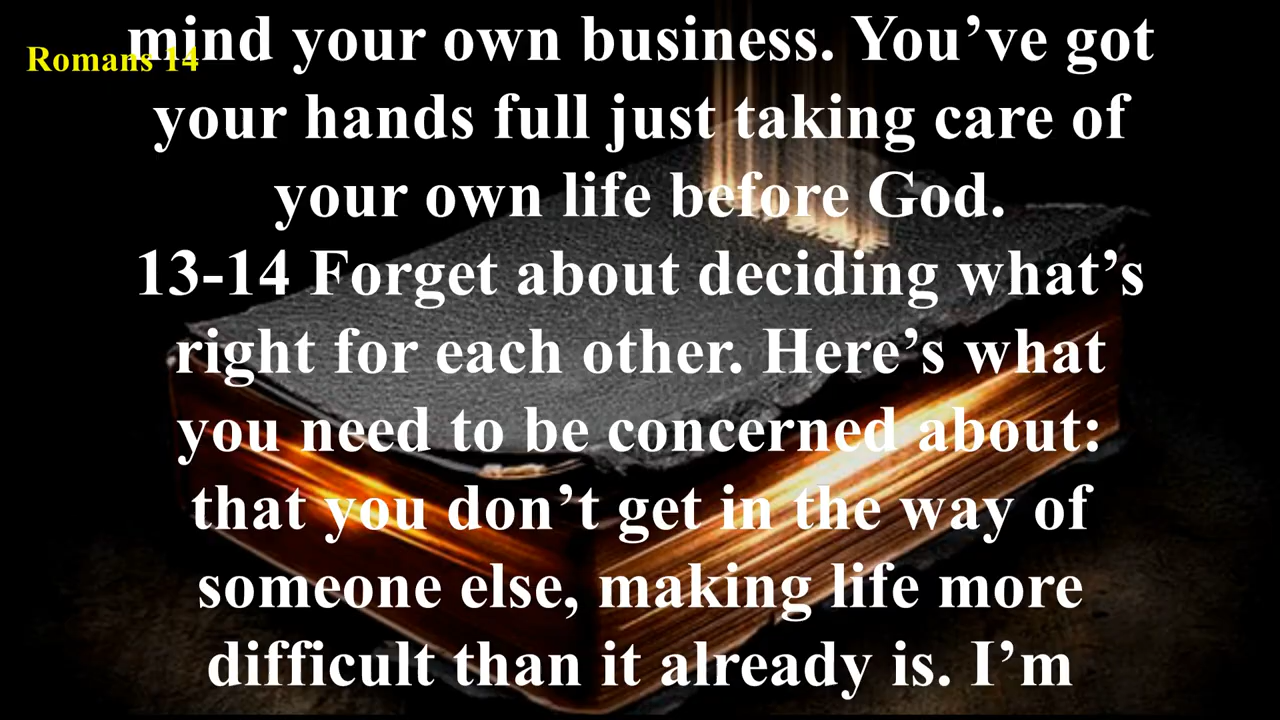 mind your own business. You’ve got
Romans 14
your hands full just taking care of
your own life before God.
13-14 Forget about deciding what’s
right for each other. Here’s what
you need to be concerned about:
that you don’t get in the way of
someone else, making life more
difficult than it already is. I’m